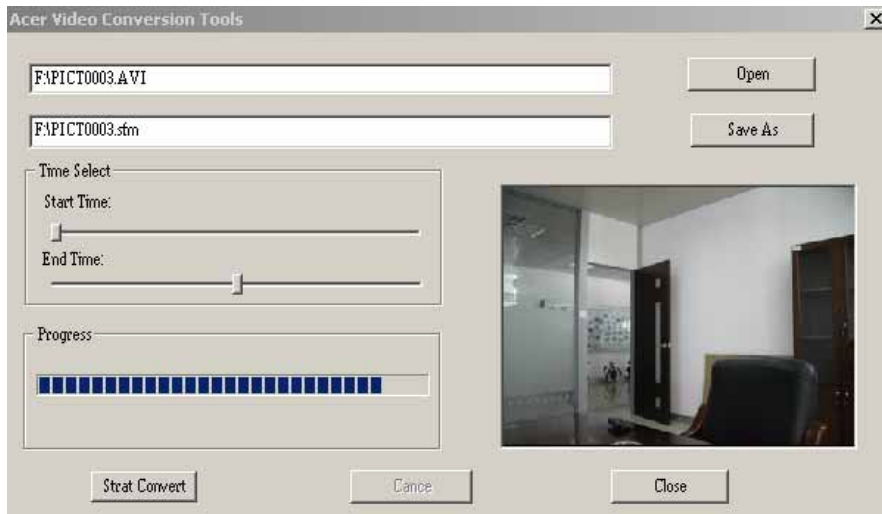 Acer Video Conversion Tools
F:\PICT0003.AVI
Open
F:\PICT0003.sfm
Save As
Time Select
Start Time:
End Time:
Progress
Strat Convert
Cance
Close